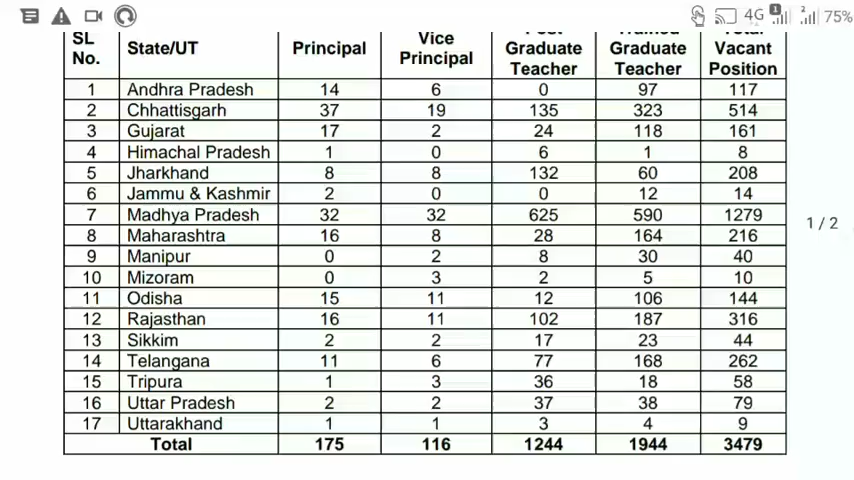 4G 1 2 75%
SL No. State/UT Principal Vice Principal Post Graduate Teacher Trained Graduate Teacher Total Vacant Position
1 Andhra Pradesh 14 6 0 97 117
2 Chhattisgarh 37 19 135 323 514
3 Gujarat 17 2 24 118 161
4 Himachal Pradesh 1 0 6 1 8
5 Jharkhand 8 8 132 60 208
6 Jammu & Kashmir 2 0 0 12 14
7 Madhya Pradesh 32 32 625 590 1279
8 Maharashtra 16 8 28 164 216
9 Manipur 0 2 8 30 40
10 Mizoram 0 3 2 5 10
11 Odisha 15 11 12 106 144
12 Rajasthan 16 11 102 187 316
13 Sikkim 2 2 17 23 44
14 Telangana 11 6 77 168 262
15 Tripura 1 3 36 18 58
16 Uttar Pradesh 2 2 37 38 79
17 Uttarakhand 1 1 3 4 9
Total 175 116 1244 1944 3479
1 / 2